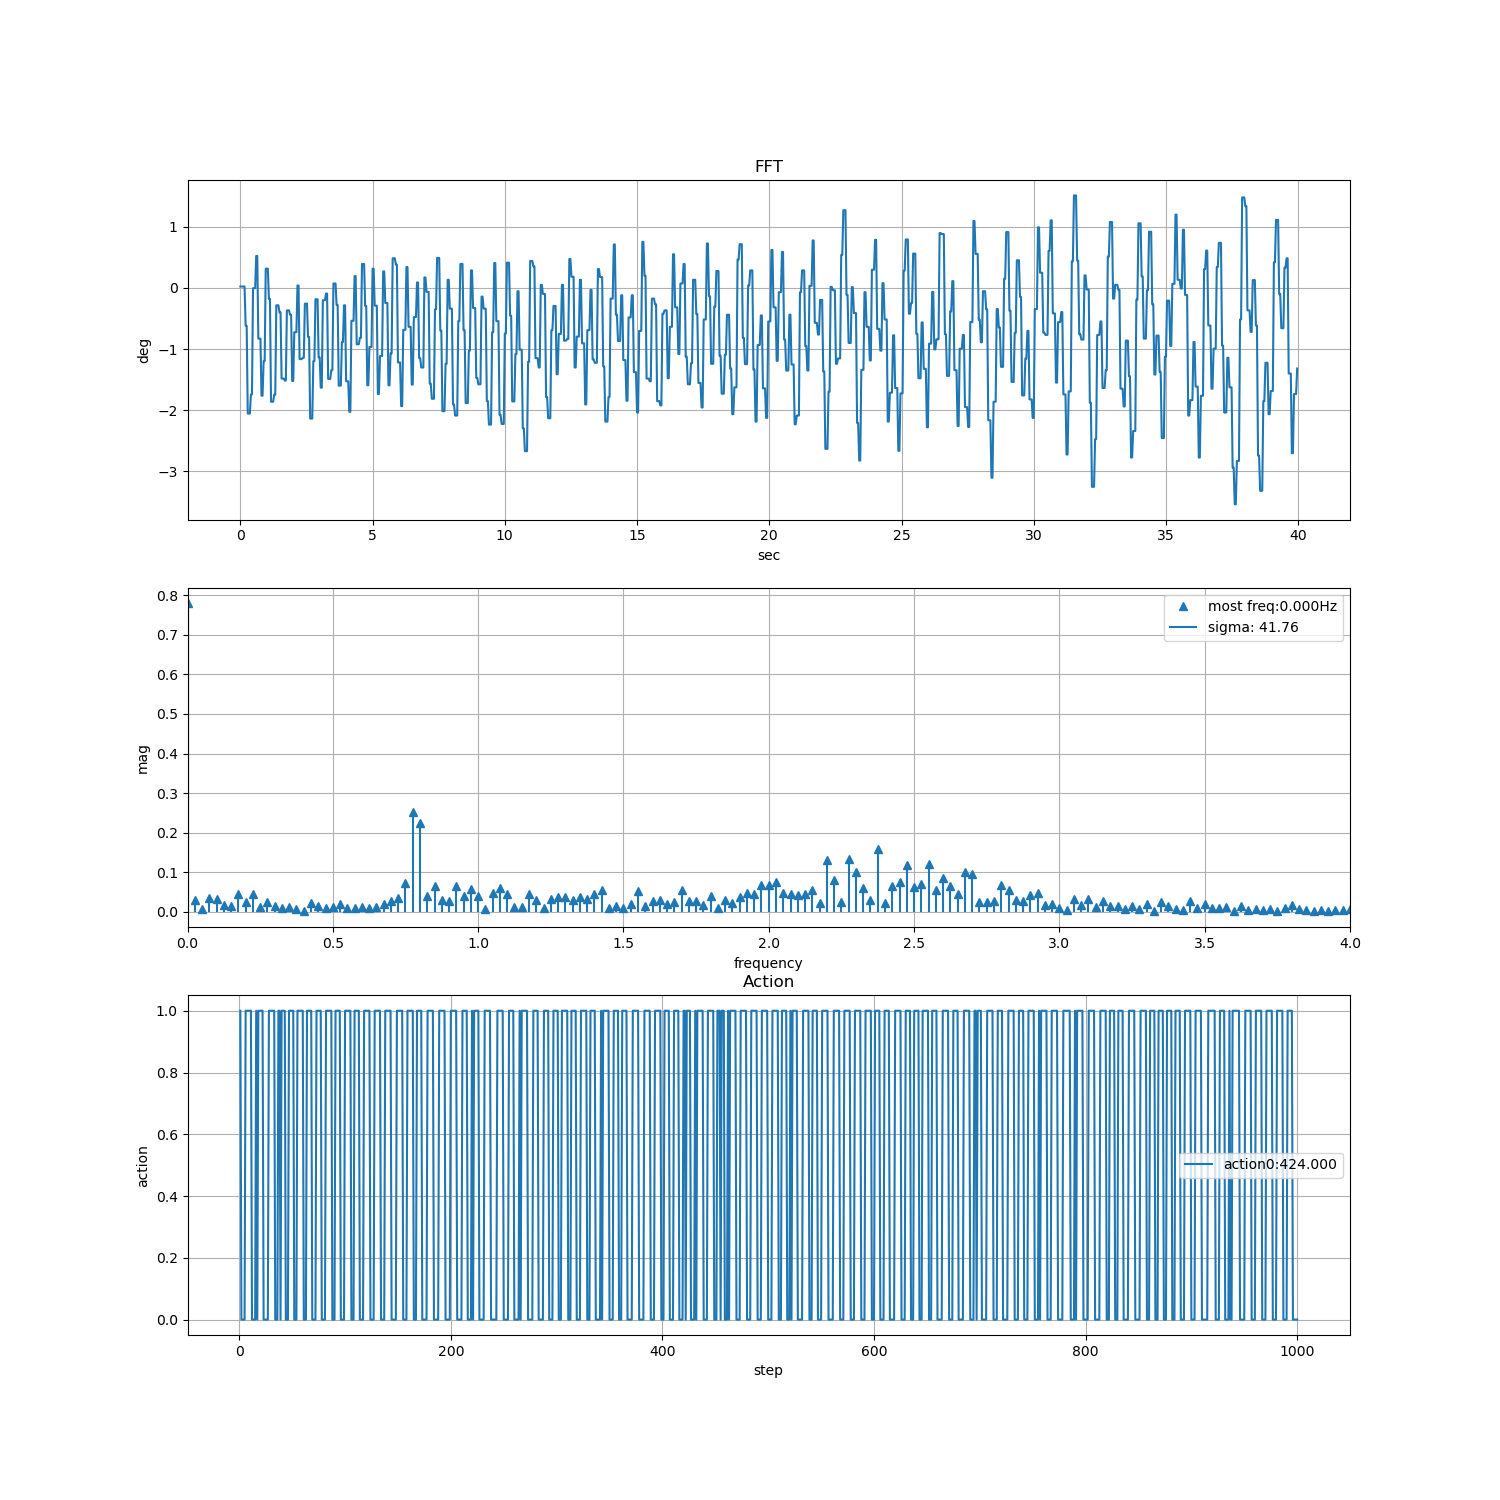 FFT
1
0
−1
−2
−3
deg
0 5 10 15 20 25 30 35 40
sec
0.8
0.7
0.6
0.5
0.4
0.3
0.2
0.1
0.0
mag
most freq:0.000Hz
sigma: 41.76
0.0 0.5 1.0 1.5 2.0 2.5 3.0 3.5 4.0
frequency
Action
1.0
0.8
0.6
0.4
0.2
0.0
action
action0:424.000
0 200 400 600 800 1000
step